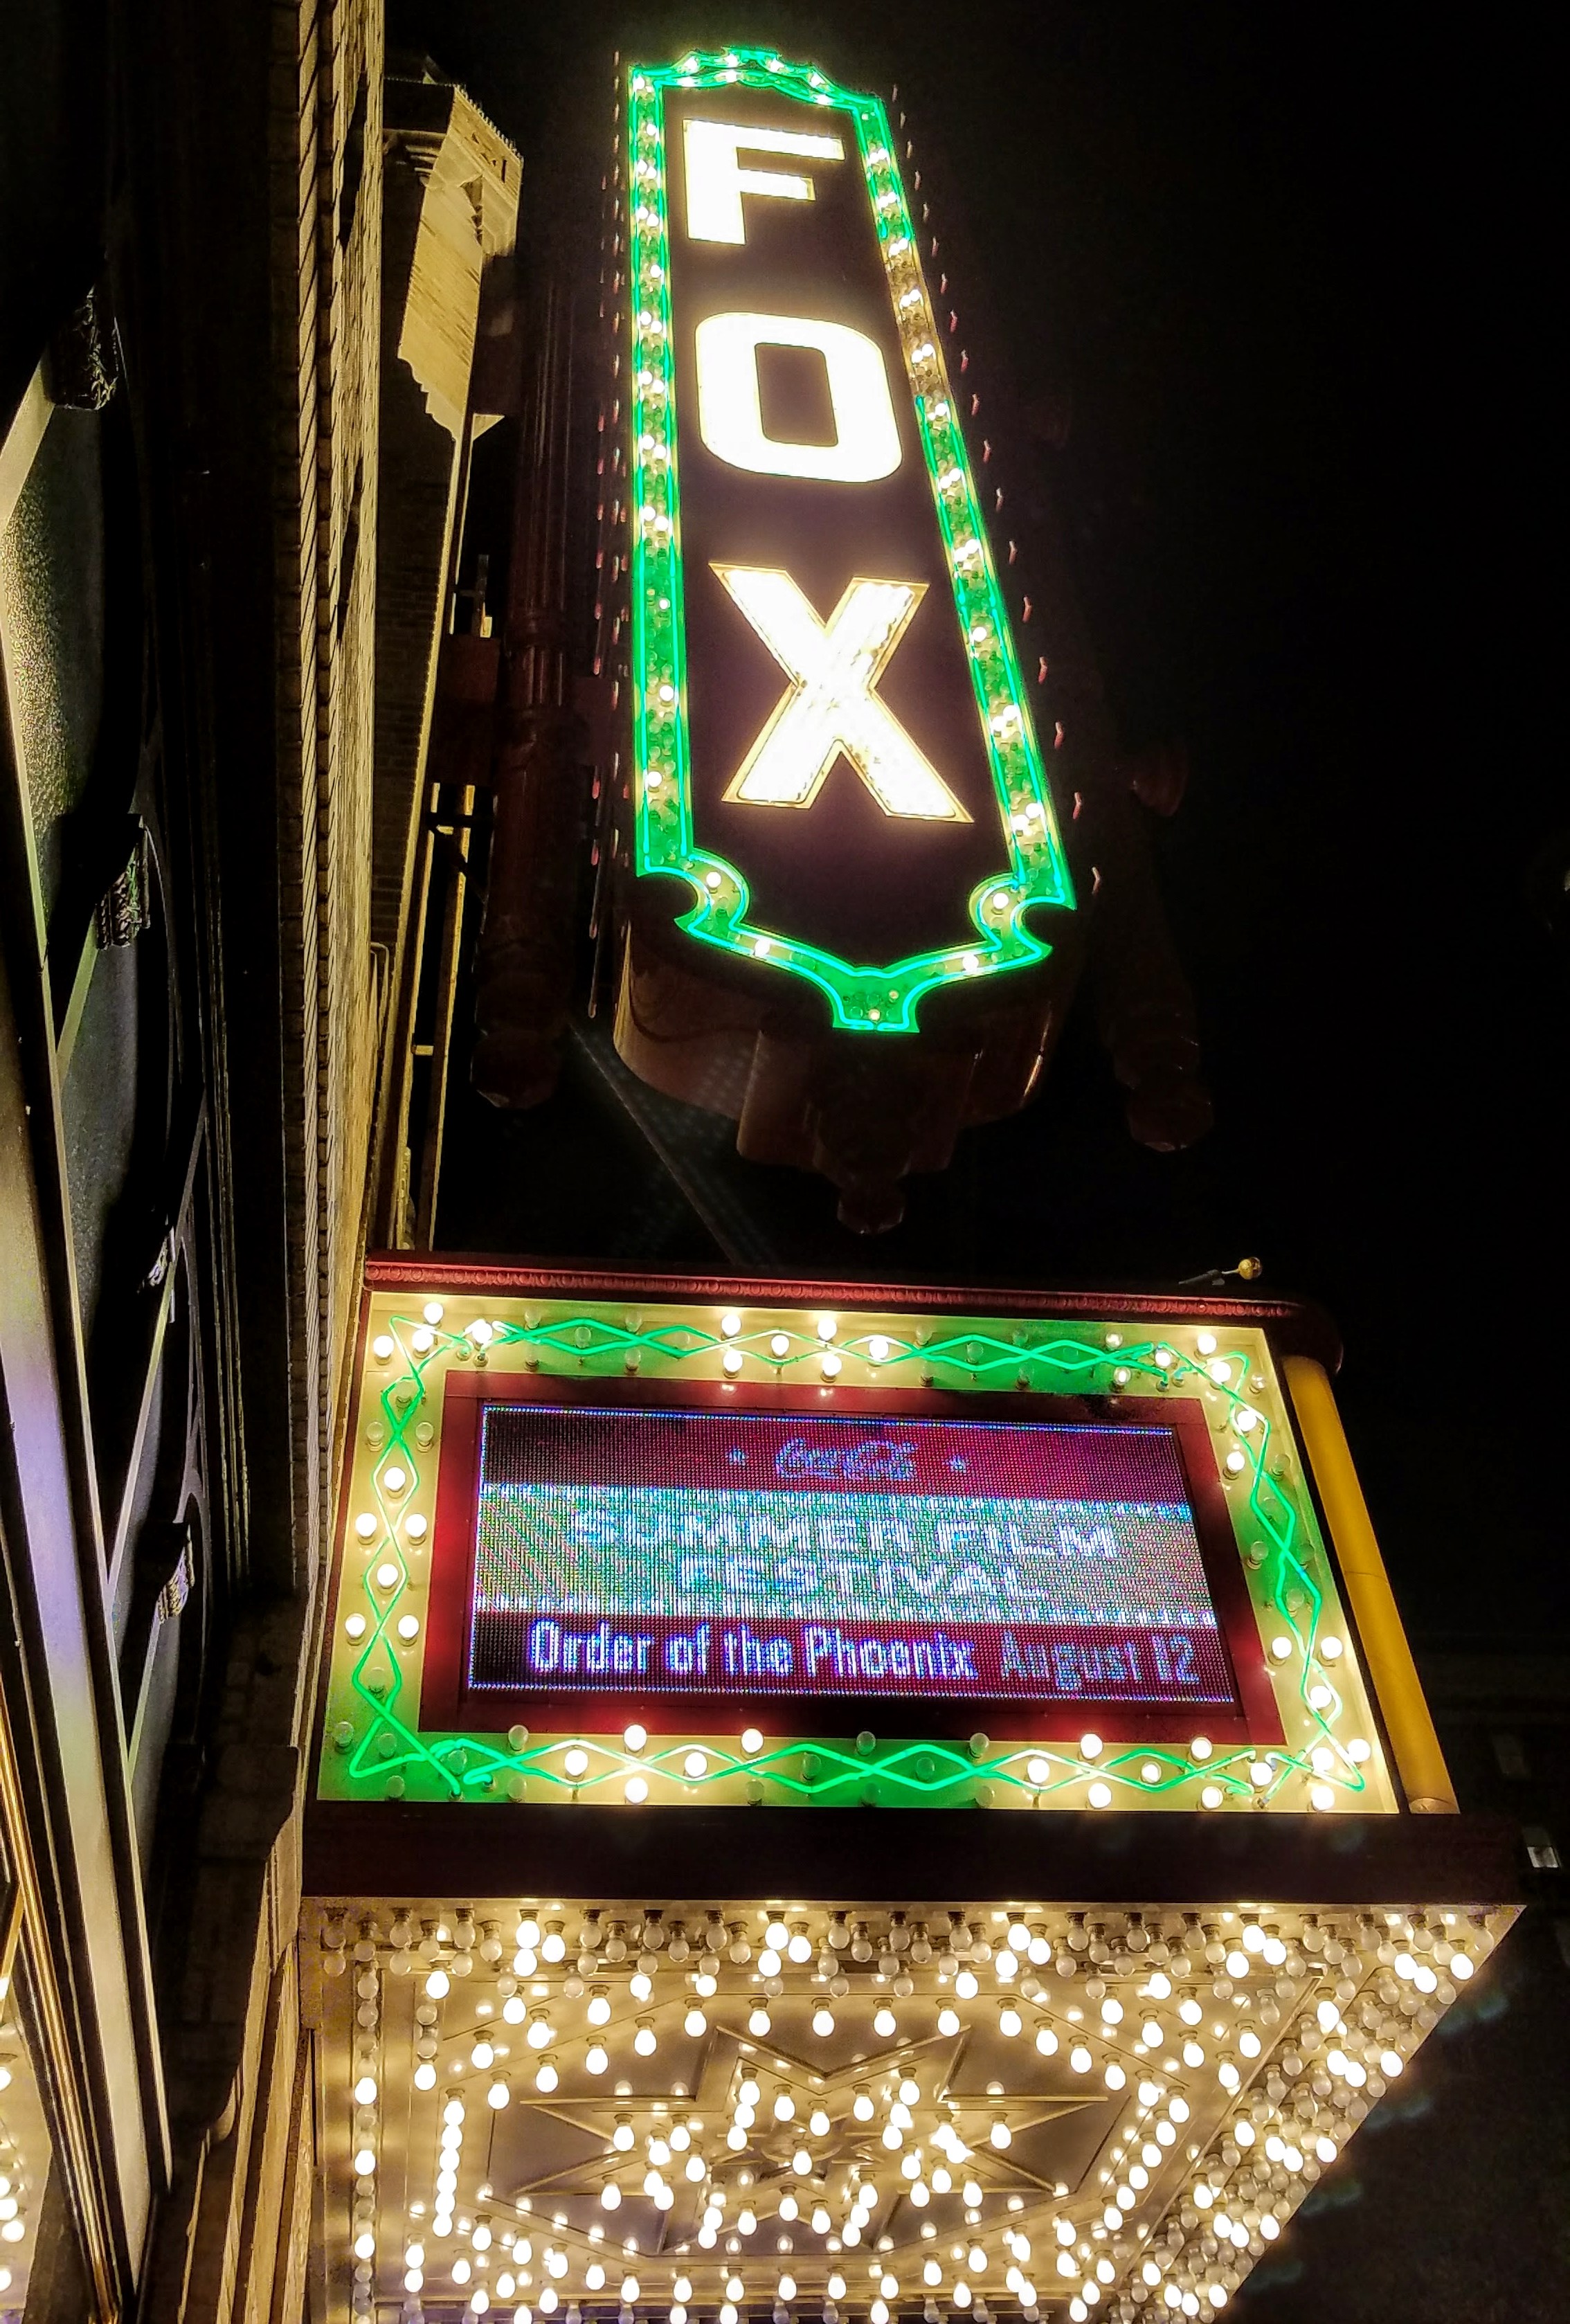 FOX
Coca-Cola
SUMMER FILM
FESTIVAL
Order of the Phoenix August 12